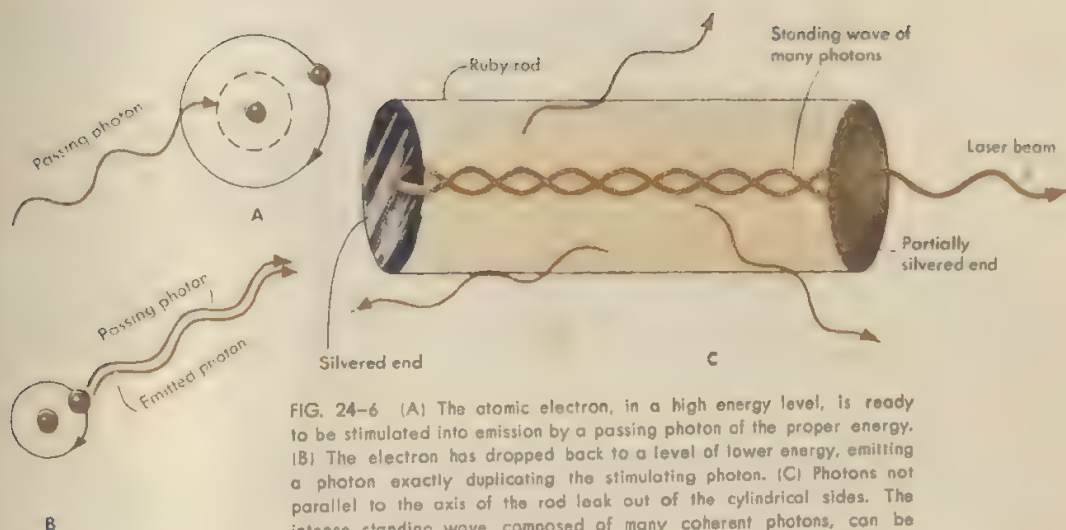 Passing photon
A
Ruby rod
Standing wave of
many photons
Laser beam
Partially
silvered end
Silvered end
C
Passing photon
Emitted photon
B
FIG. 24–6 (A) The atomic electron, in a high energy level, is ready
to be stimulated into emission by a passing photon of the proper energy.
(B) The electron has dropped back to a level of lower energy, emitting
a photon exactly duplicating the stimulating photon. (C) Photons not
parallel to the axis of the rod leak out of the cylindrical sides. The
intense standing wave, composed of many coherent photons, can be